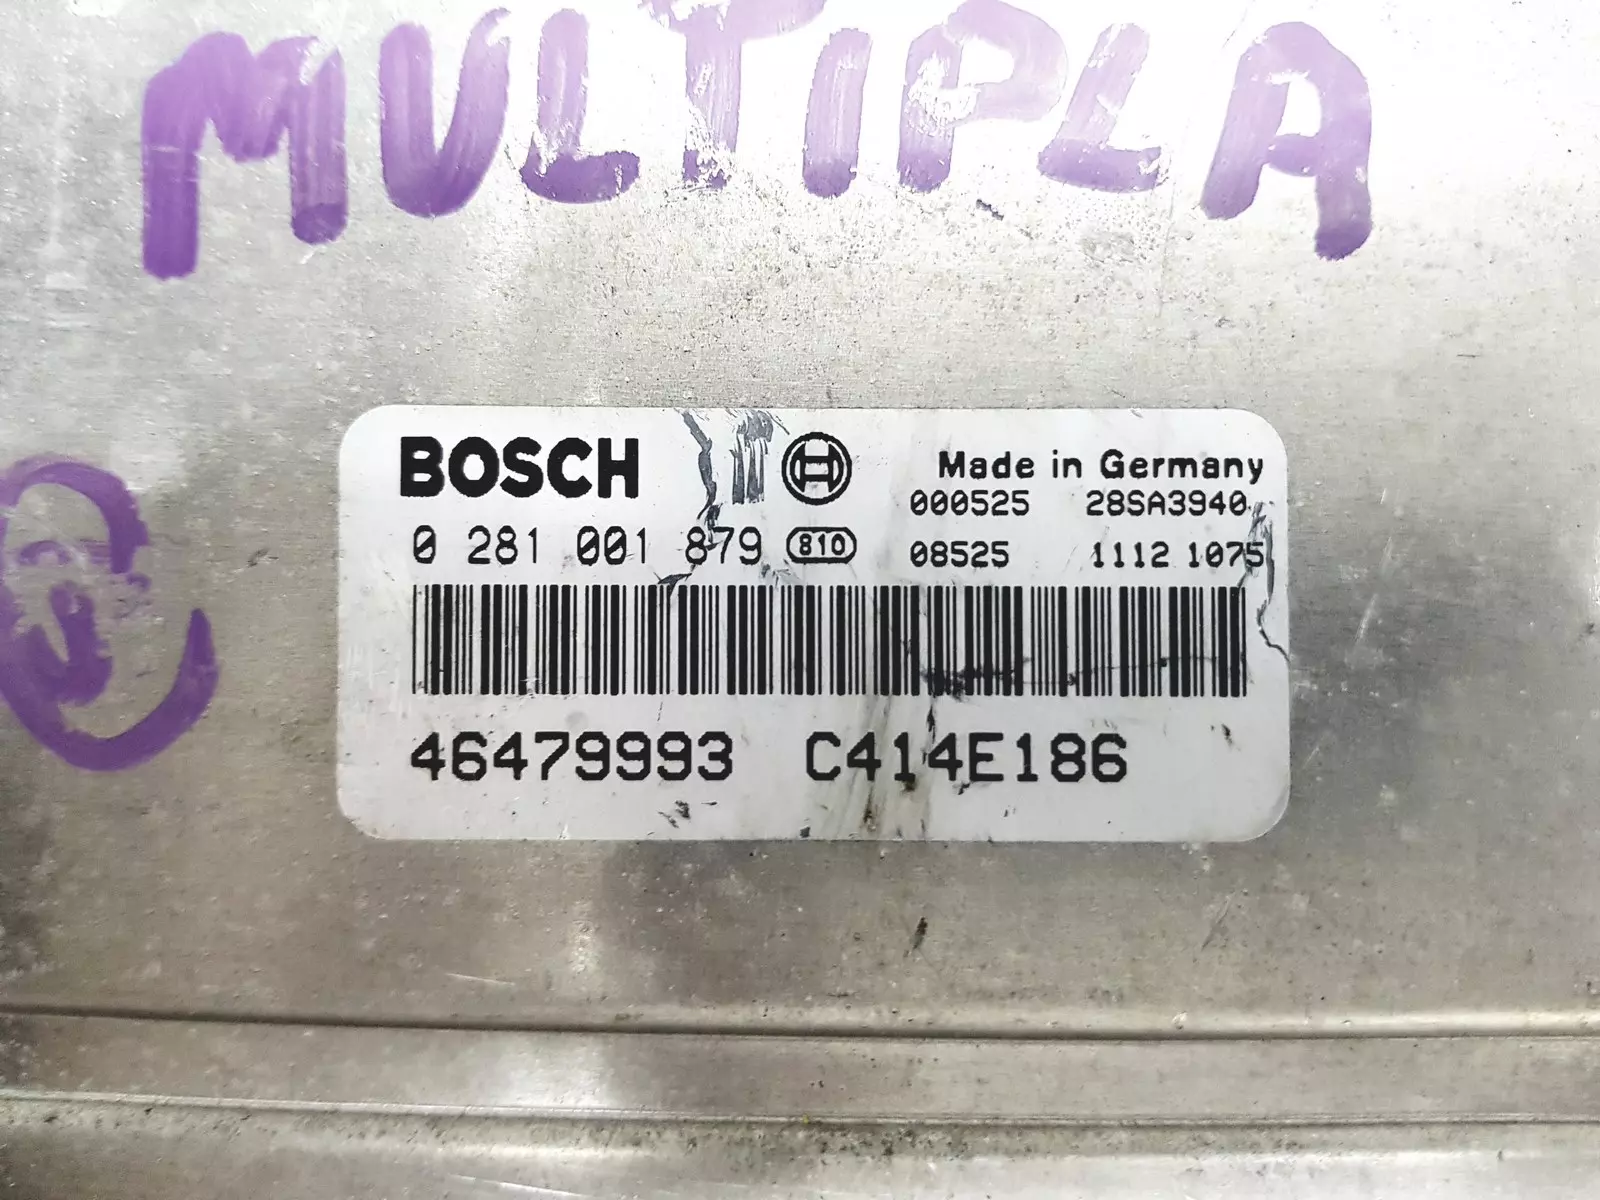 MULTIPLA
BOSCH
Made in Germany
000525 28SA3940
0 281 001 879 810
08525 1112 1075
46479993 C414E186